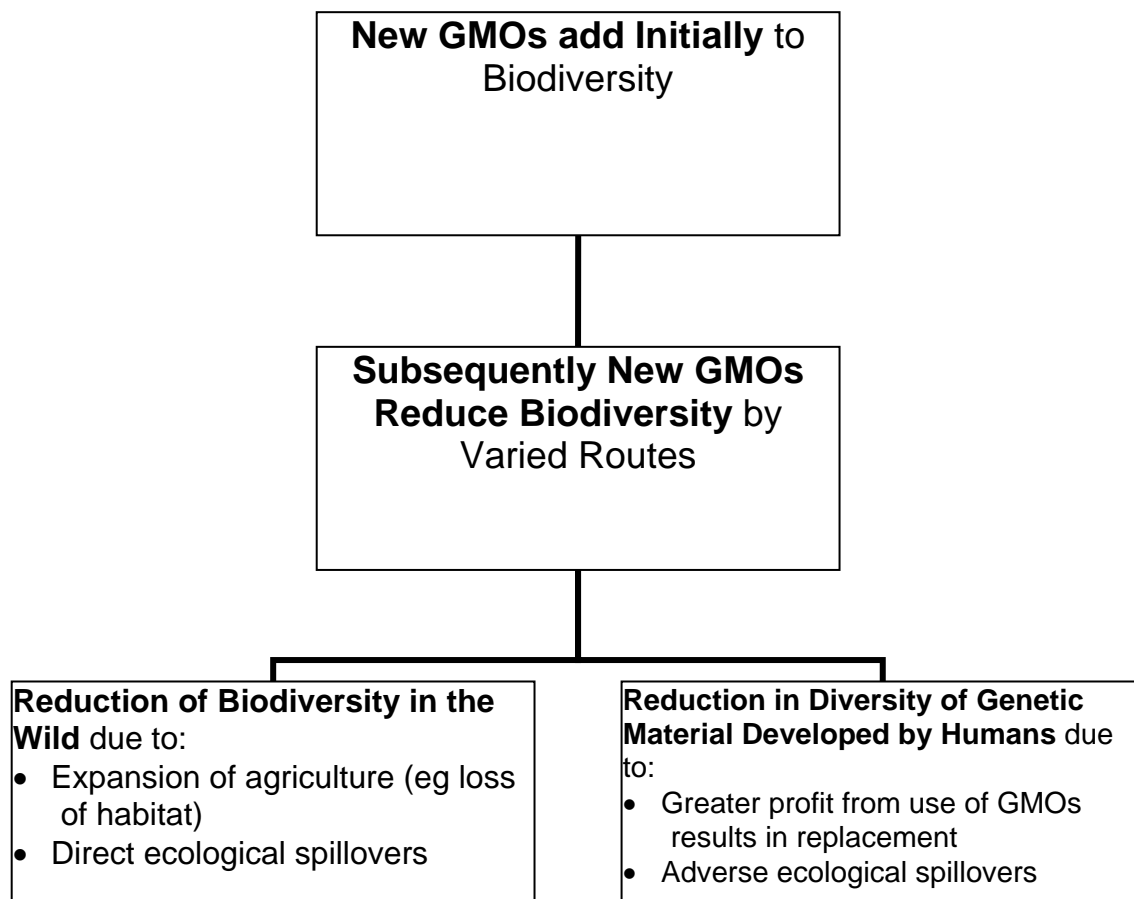 New GMOs add Initially to
Biodiversity
Subsequently New GMOs
Reduce Biodiversity by
Varied Routes
Reduction of Biodiversity in the
Wild due to:
• Expansion of agriculture (eg loss
of habitat)
• Direct ecological spillovers
Reduction in Diversity of Genetic
Material Developed by Humans due
to:
• Greater profit from use of GMOs
results in replacement
• Adverse ecological spillovers